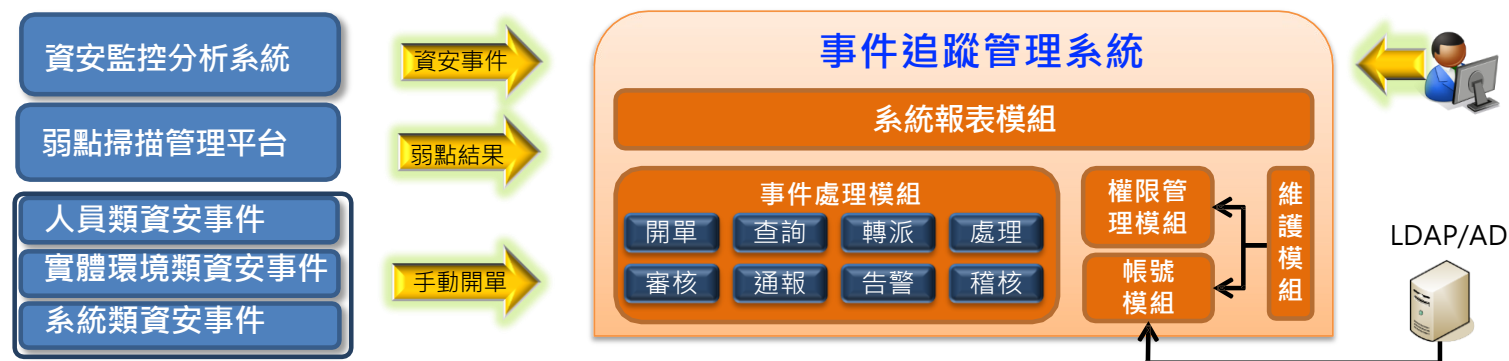 資安監控分析系統
弱點掃描管理平台
人員類資安事件
實體環境類資安事件
系統類資安事件
資安事件
弱點結果
手動開單
事件追蹤管理系統
系統報表模組
事件處理模組
開單 查詢 轉派 處理
審核 通報 告警 稽核
權限管
理模組
帳號
模組
維
護
模
組
LDAP/AD